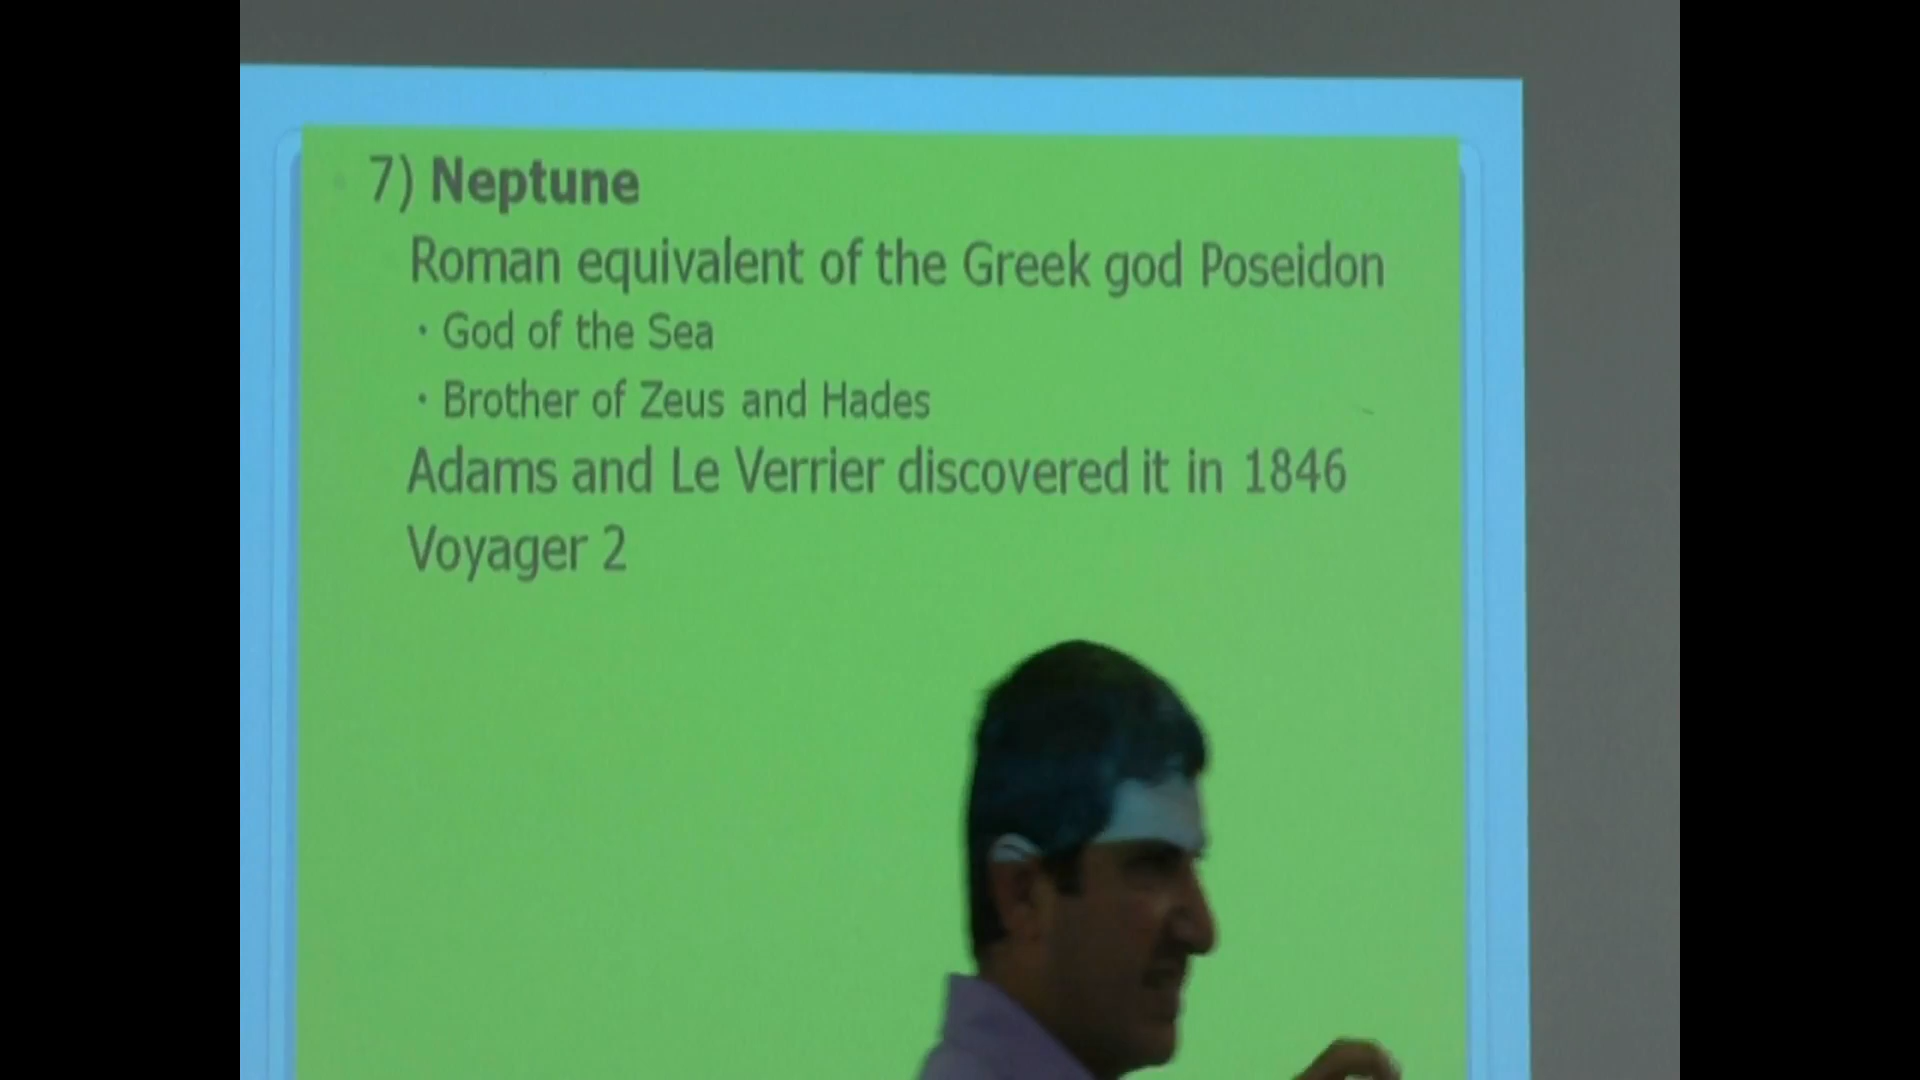 7) Neptune
Roman equivalent of the Greek god Poseidon
· God of the Sea
· Brother of Zeus and Hades
Adams and Le Verrier discovered it in 1846
Voyager 2